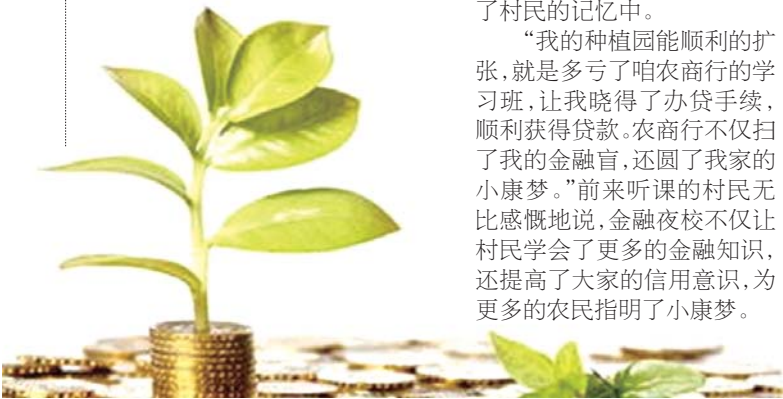 了村民的记忆中。
“我的种植园能顺利的扩
张,就是多亏了咱农商行的学
习班,让我晓得了办贷手续,
顺利获得贷款。农商行不仅扫
了我的金融盲,还圆了我家的
小康梦。”前来听课的村民无
比感慨地说,金融夜校不仅让
村民学会了更多的金融知识,
还提高了大家的信用意识,为
更多的农民指明了小康梦。